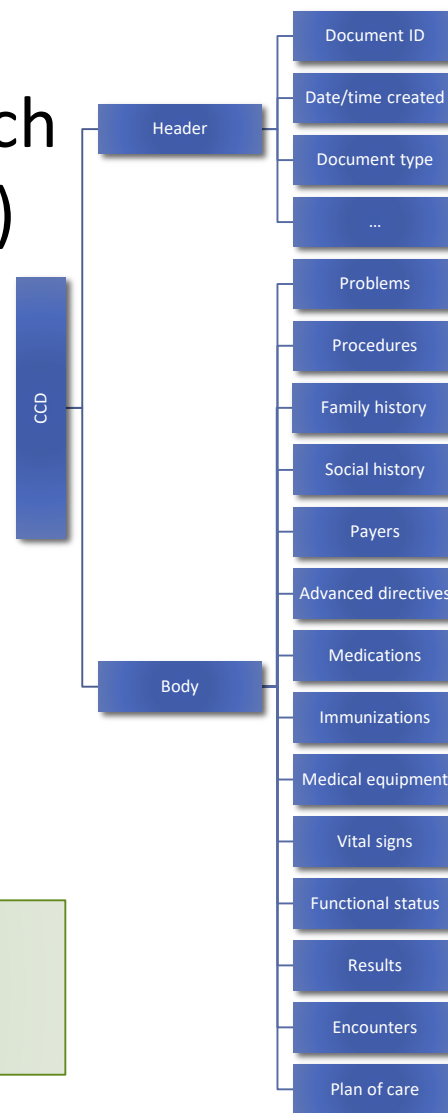 ch
)
CCD
Header
Document ID
Date/time created
Document type
...
Body
Problems
Procedures
Family history
Social history
Payers
Advanced directives
Medications
Immunizations
Medical equipment
Vital signs
Functional status
Results
Encounters
Plan of care